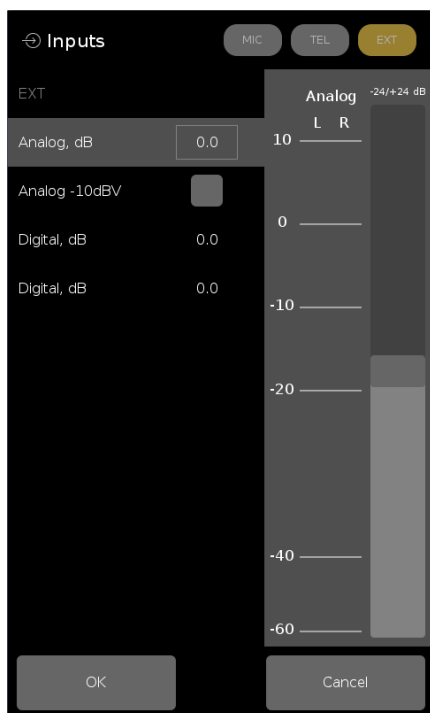 Inputs
MIC
TEL
EXT
EXT
Analog, dB 0.0
Analog -10dBV
Digital, dB 0.0
Digital, dB 0.0
Analog
-24/+24 dB
L R
10
0
-10
-20
-40
-60
OK
Cancel